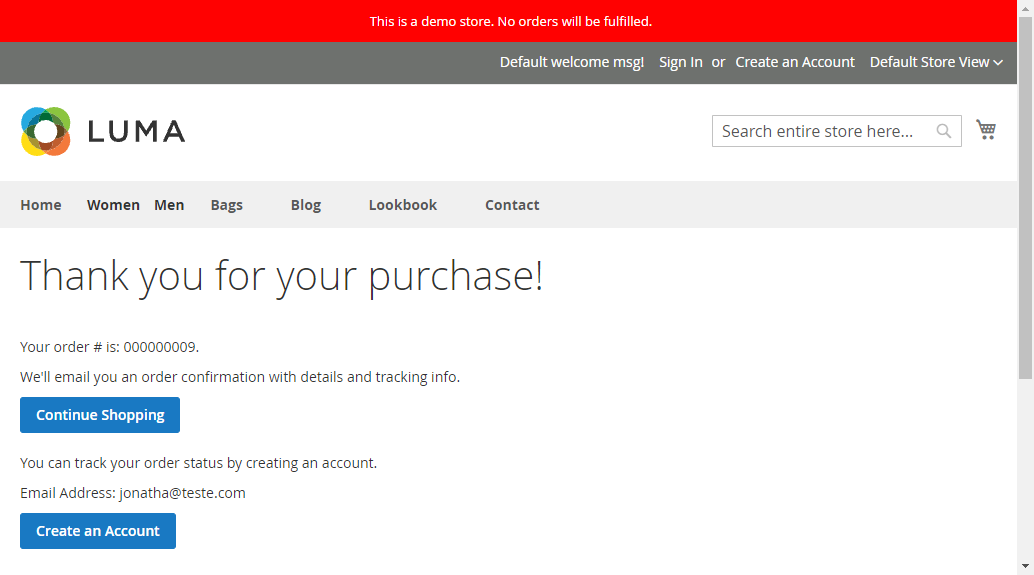 This is a demo store. No orders will be fulfilled.
Default welcome msg! Sign In or Create an Account Default Store View
LUMA
Search entire store here...
Home Women Men Bags Blog Lookbook Contact
Thank you for your purchase!
Your order # is: 000000009.
We'll email you an order confirmation with details and tracking info.
Continue Shopping
You can track your order status by creating an account.
Email Address: jonatha@teste.com
Create an Account